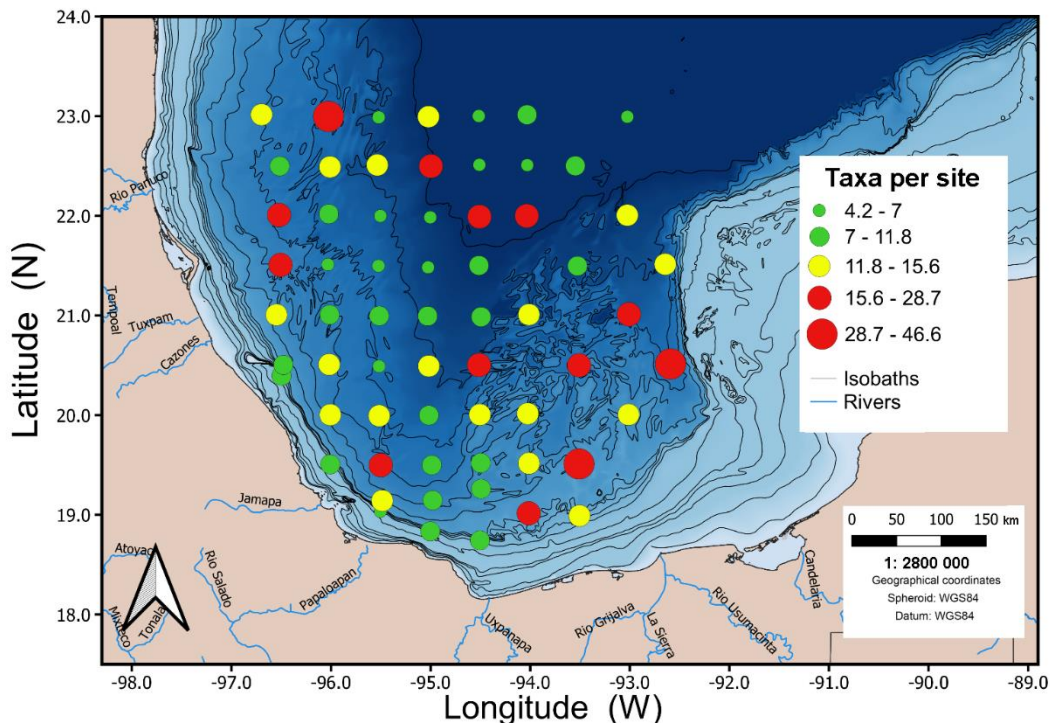 24.0
23.0
22.0
21.0
20.0
19.0
18.0
Latitude (N)
Rio Panuco
Tempoal
Tuxpam
Cazones
Jamapa
Atoyac
Rio Salado
Papaloapan
Mixteco
Tonala
Uxpanapa
Rio Grijalva
La Sierra
Rio Usumacinta
Candelaria
Taxa per site
4.2 - 7
7 - 11.8
11.8 - 15.6
15.6 - 28.7
28.7 - 46.6
Isobaths
Rivers
0 50 100 150 km
1: 2800 000
Geographical coordinates
Spheroid: WGS84
Datum: WGS84
-98.0 -97.0 -96.0 -95.0 -94.0 -93.0 -92.0 -91.0 -90.0 -89.0
Longitude (W)